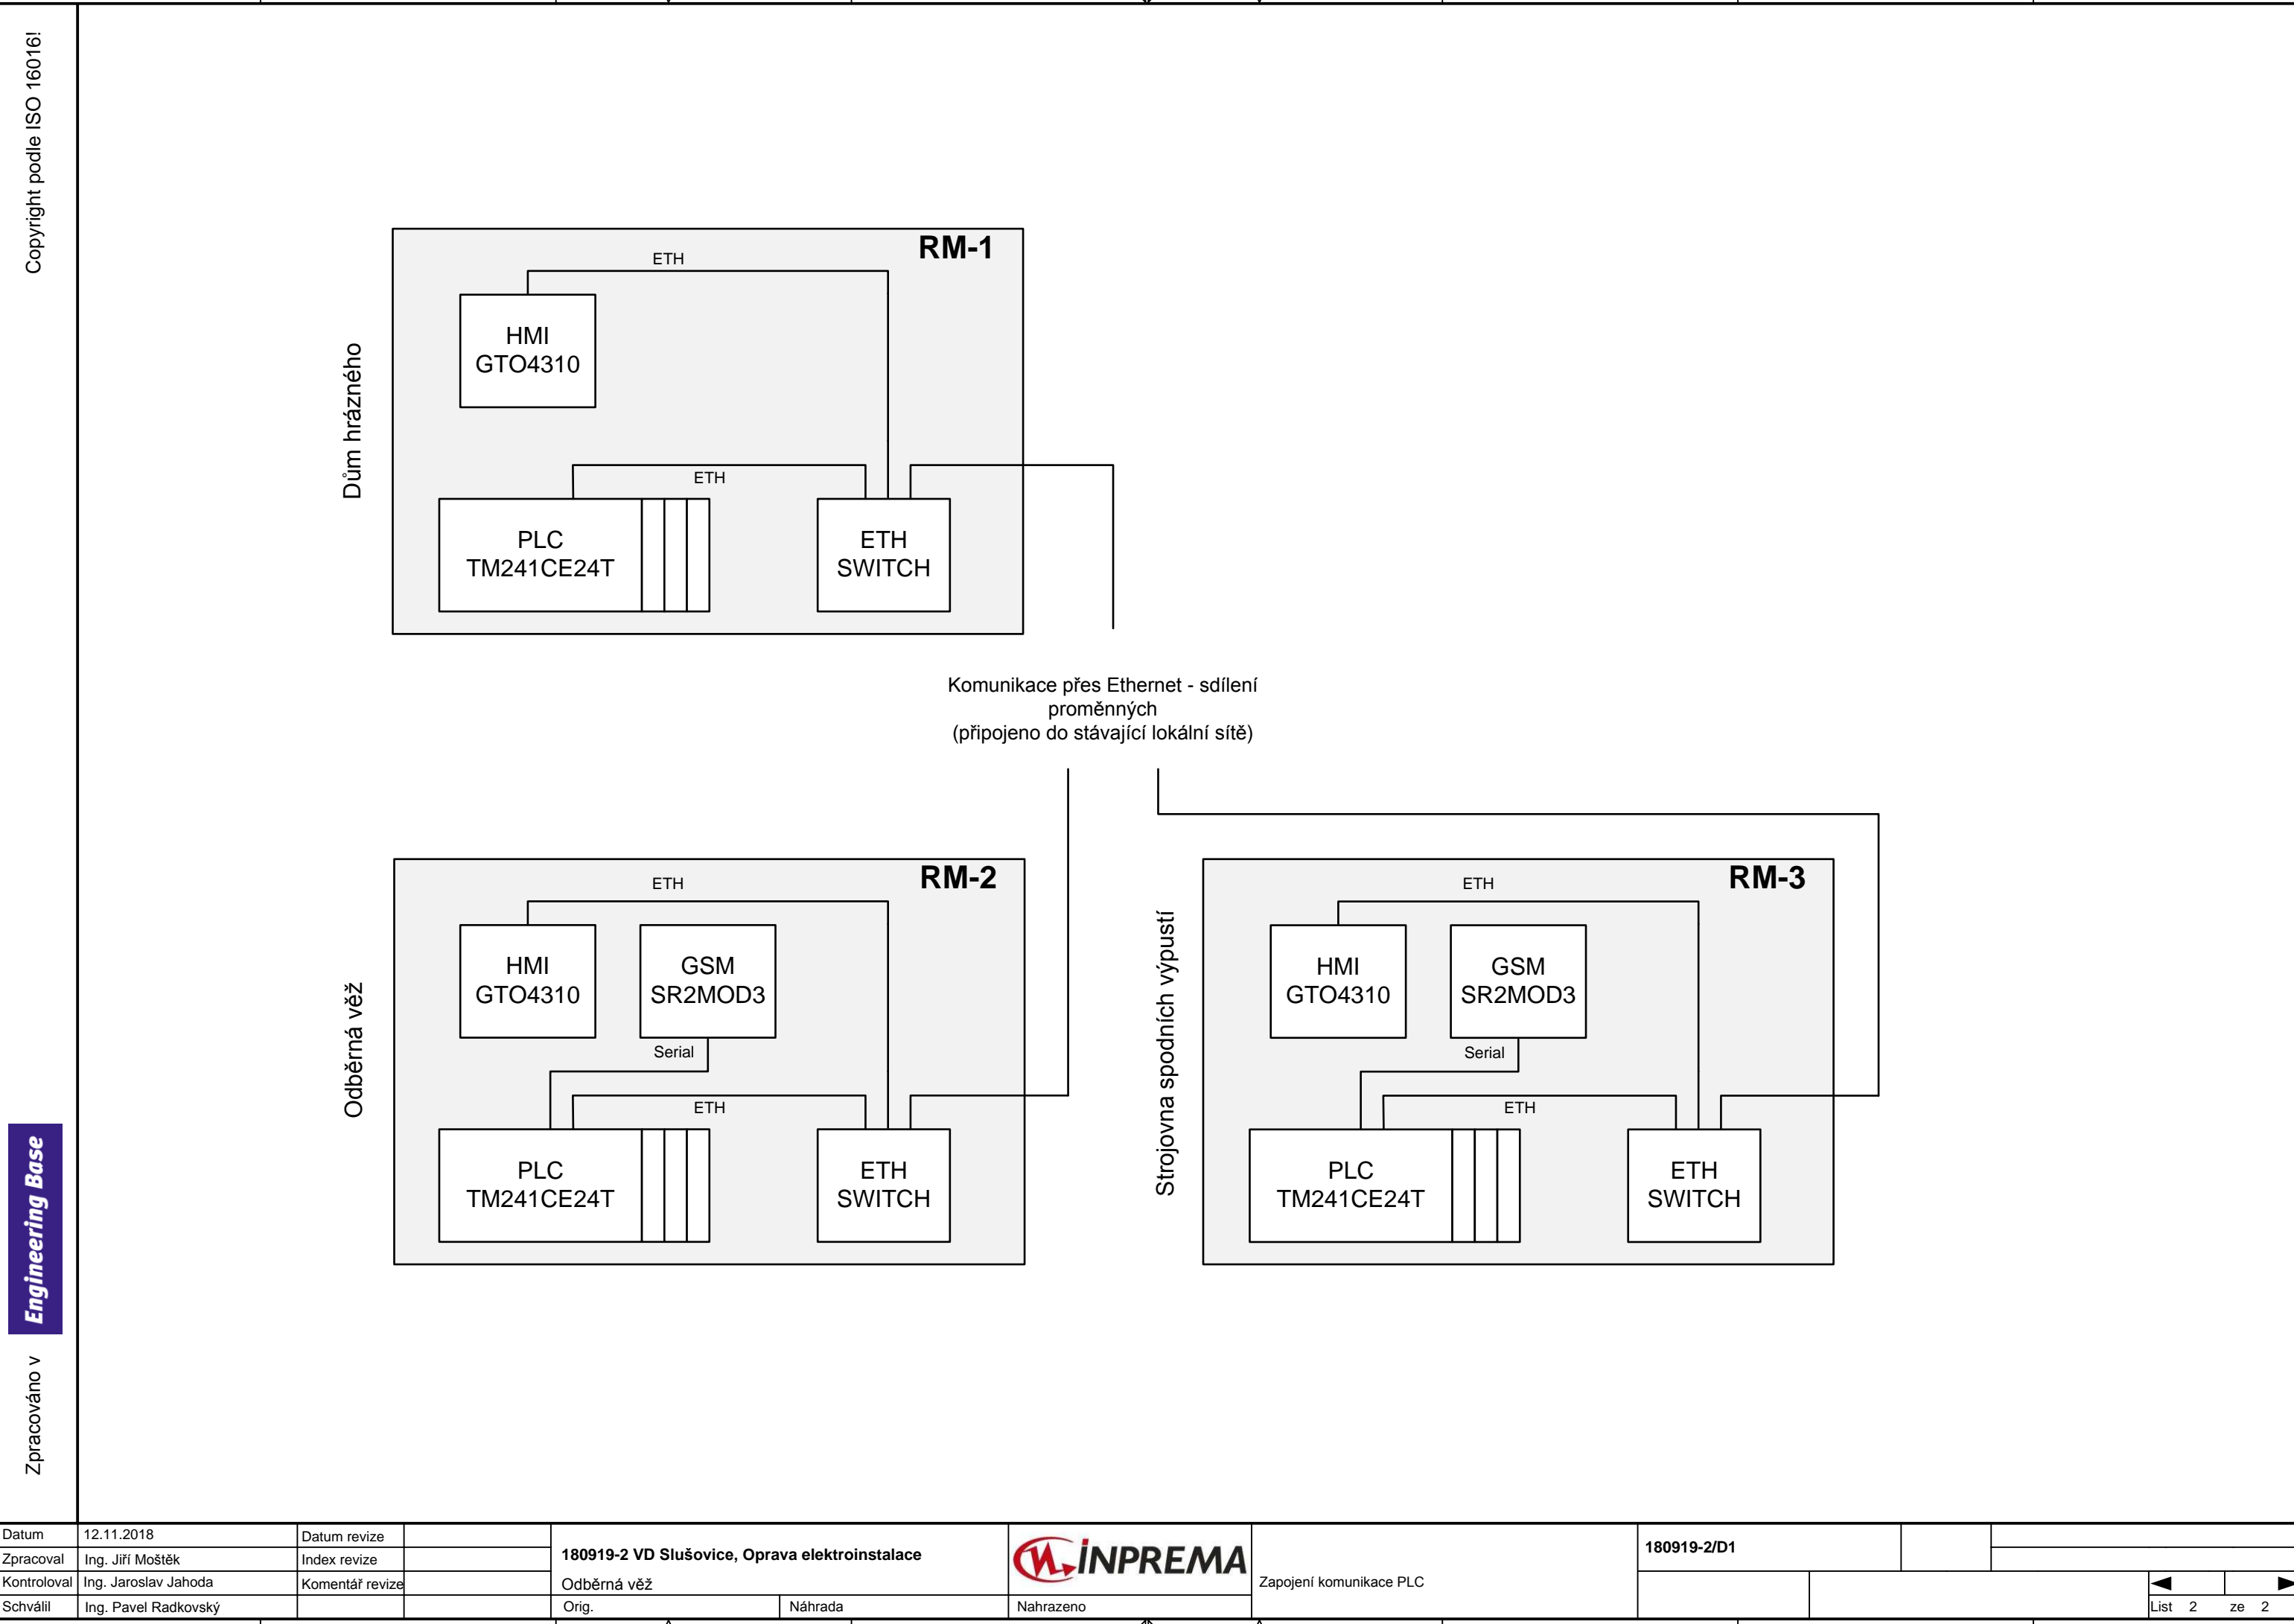 Copyright podle ISO 16016!
RM-1
ETH
HMI
GTO4310
Dům hrázného
ETH
PLC
TM241CE24T
ETH
SWITCH
Komunikace přes Ethernet - sdílení
proměnných
(připojeno do stávající lokální sítě)
RM-2
ETH
HMI
GTO4310
GSM
SR2MOD3
Odběrná věž
Serial
ETH
PLC
TM241CE24T
ETH
SWITCH
RM-3
ETH
HMI
GTO4310
GSM
SR2MOD3
Strojovna spodních výpustí
Serial
ETH
PLC
TM241CE24T
ETH
SWITCH
Zpracováno v Engineering Base
Datum 12.11.2018 Datum revize
Zpracoval Ing. Jiří Moštěk Index revize
Kontroloval Ing. Jaroslav Jahoda Komentář revize
Schválil Ing. Pavel Radkovský
180919-2 VD Slušovice, Oprava elektroinstalace
Odběrná věž
Orig. Náhrada Nahrazeno
INPREMA
Zapojení komunikace PLC
180919-2/D1
List 2 ze 2